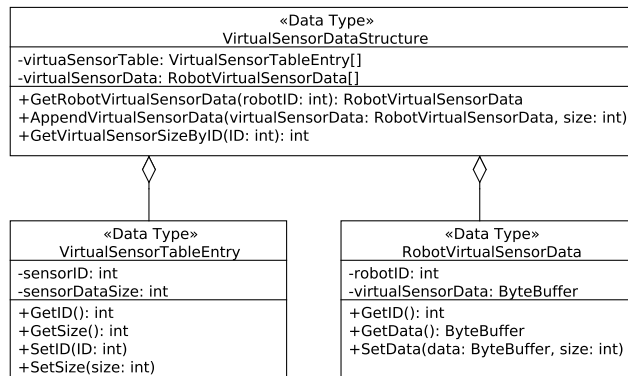 «Data Type»
VirtualSensorDataStructure
-virtuaSensorTable: VirtualSensorTableEntry[]
-virtualSensorData: RobotVirtualSensorData[]
+GetRobotVirtualSensorData(robotID: int): RobotVirtualSensorData
+AppendVirtualSensorData(virtualSensorData: RobotVirtualSensorData, size: int)
+GetVirtualSensorSizeByID(ID: int): int
«Data Type»
VirtualSensorTableEntry
-sensorID: int
-sensorDataSize: int
+GetID(): int
+GetSize(): int
+SetID(ID: int)
+SetSize(size: int)
«Data Type»
RobotVirtualSensorData
-robotID: int
-virtualSensorData: ByteBuffer
+GetID(): int
+GetData(): ByteBuffer
+SetData(data: ByteBuffer, size: int)